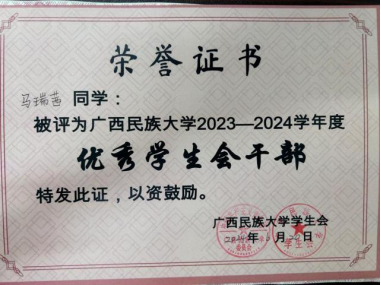 荣誉证书
马瑞茜 同学：
被评为广西民族大学2023—2024学年度
优秀学生会干部
特发此证，以资鼓励。
广西民族大学学生会
年 月 日